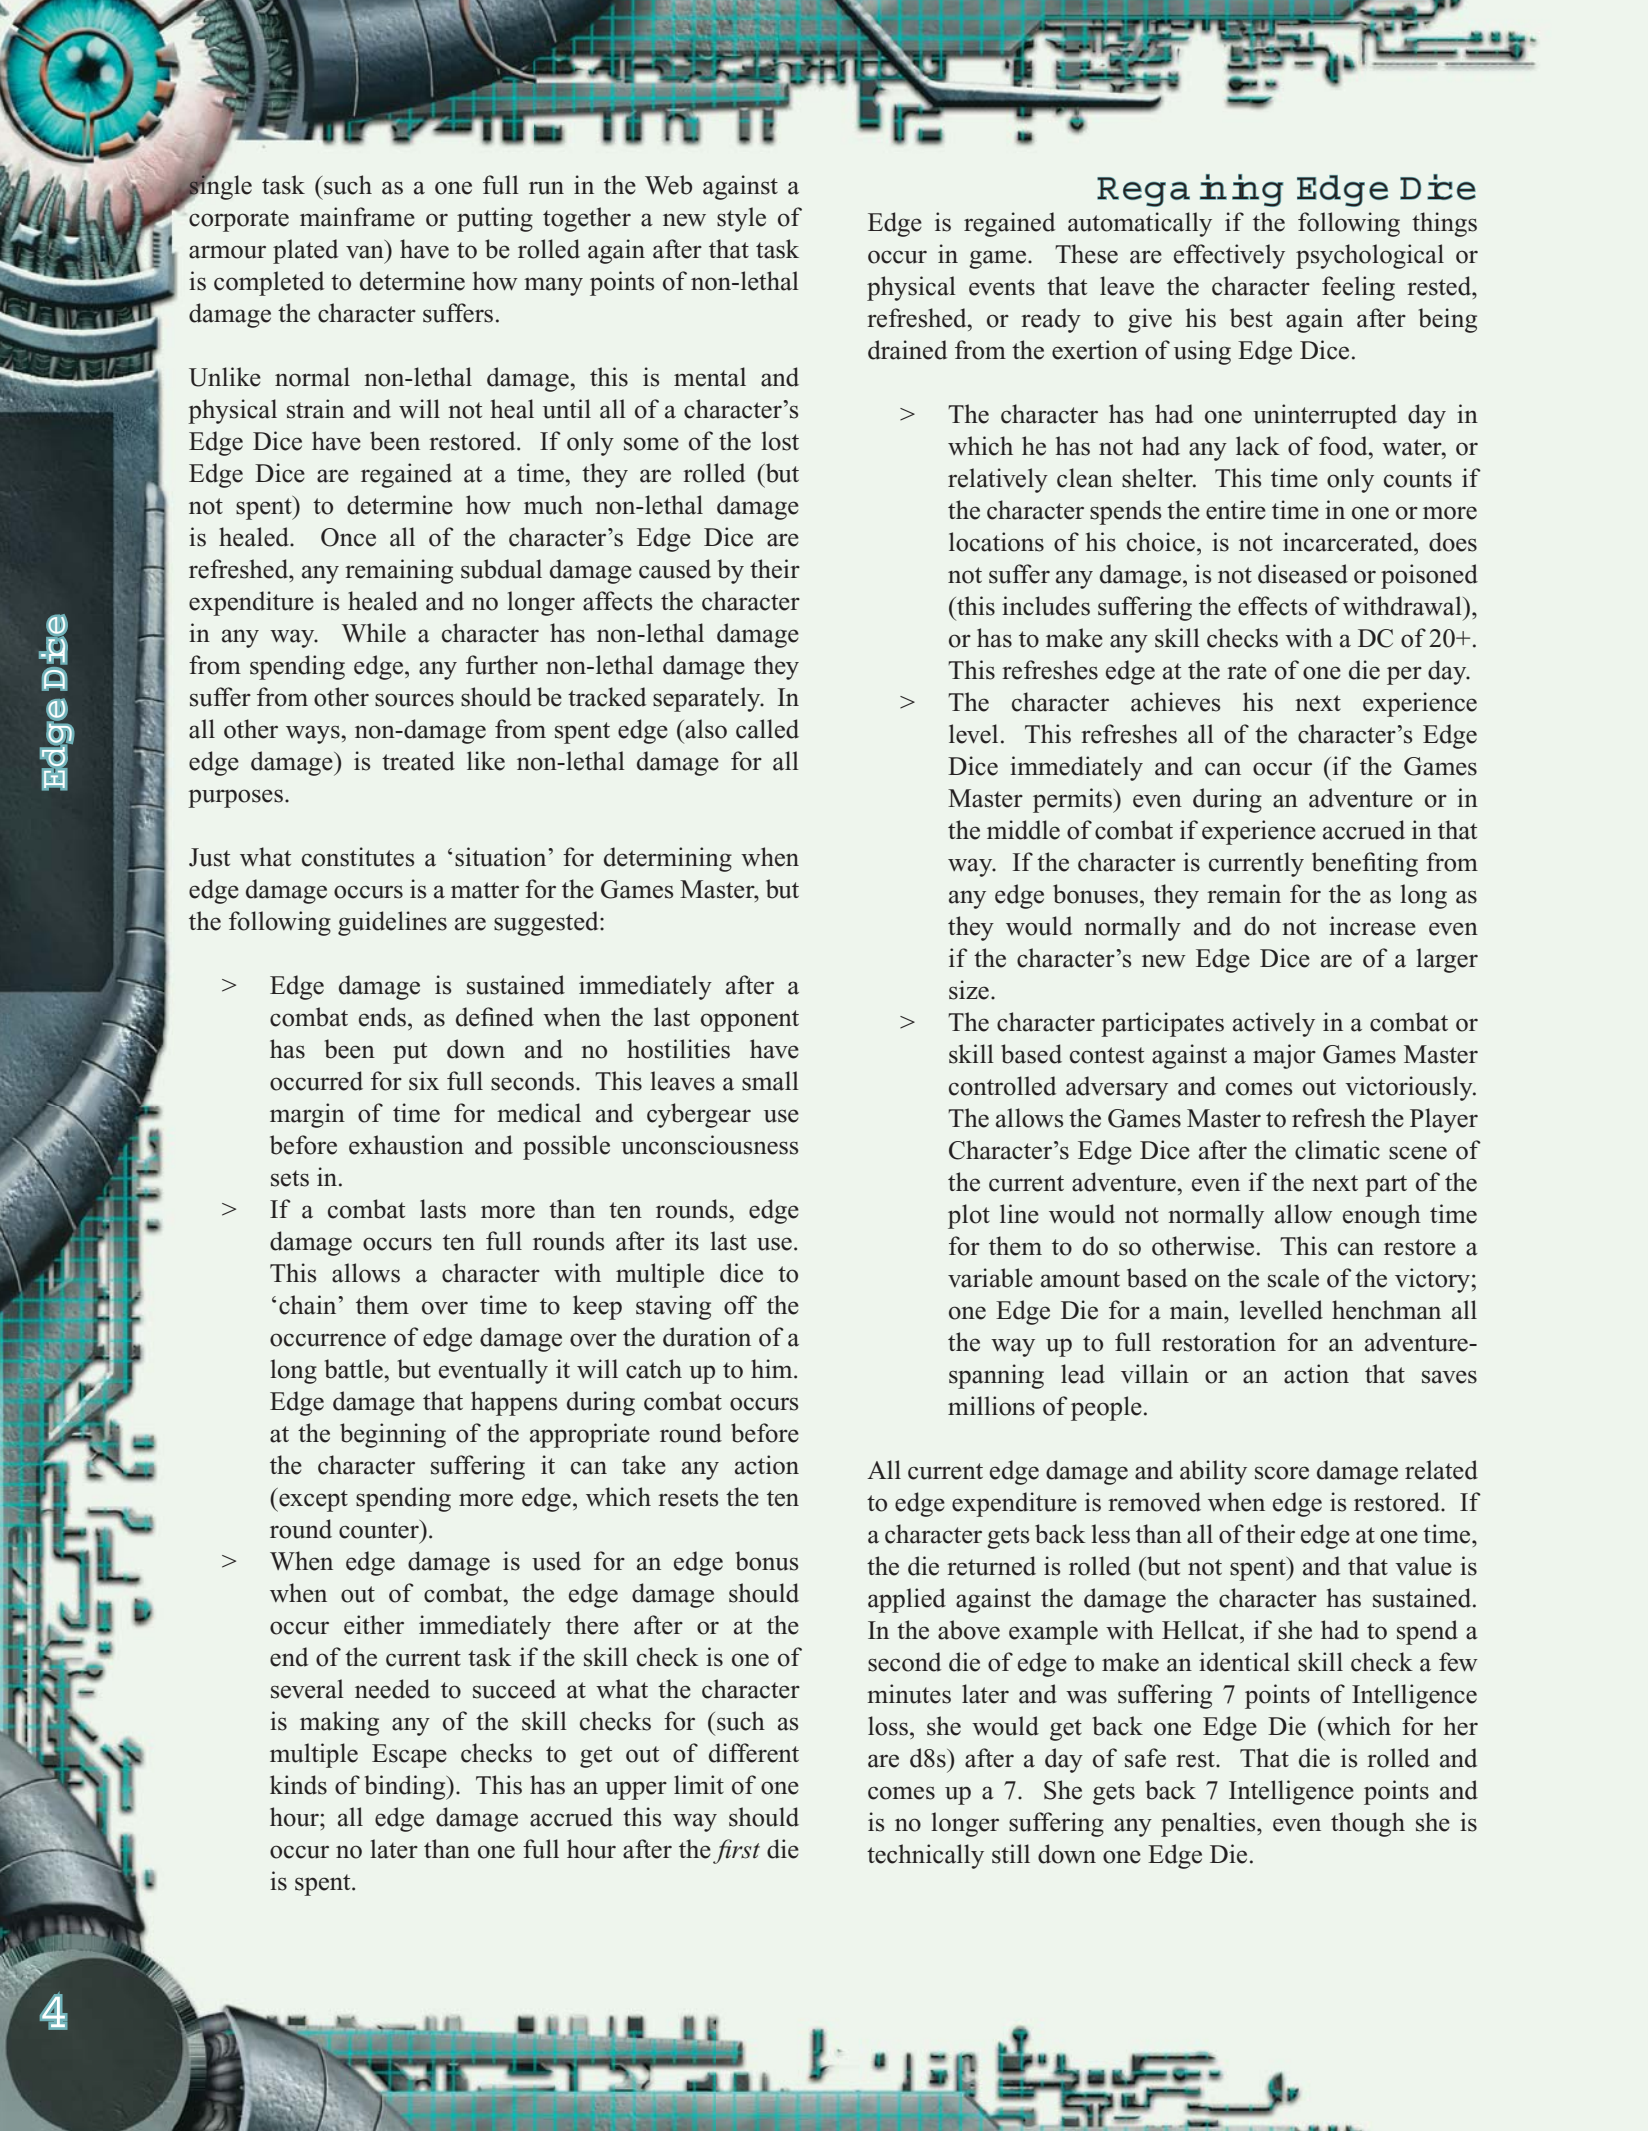 single task (such as a one full run in the Web against a
corporate mainframe or putting together a new style of
armour plated van) have to be rolled again after that task
is completed to determine how many points of non-lethal
damage the character suffers.
Unlike normal non-lethal damage, this is mental and
physical strain and will not heal until all of a character’s
Edge Dice have been restored. If only some of the lost
Edge Dice are regained at a time, they are rolled (but
not spent) to determine how much non-lethal damage
is healed. Once all of the character’s Edge Dice are
refreshed, any remaining subdual damage caused by their
expenditure is healed and no longer affects the character
in any way. While a character has non-lethal damage
from spending edge, any further non-lethal damage they
suffer from other sources should be tracked separately. In
all other ways, non-damage from spent edge (also called
edge damage) is treated like non-lethal damage for all
purposes.
Just what constitutes a ‘situation’ for determining when
edge damage occurs is a matter for the Games Master, but
the following guidelines are suggested:
> Edge damage is sustained immediately after a
combat ends, as defined when the last opponent
has been put down and no hostilities have
occurred for six full seconds. This leaves a small
margin of time for medical and cybergear use
before exhaustion and possible unconsciousness
sets in.
> If a combat lasts more than ten rounds, edge
damage occurs ten full rounds after its last use.
This allows a character with multiple dice to
‘chain’ them over time to keep staving off the
occurrence of edge damage over the duration of a
long battle, but eventually it will catch up to him.
Edge damage that happens during combat occurs
at the beginning of the appropriate round before
the character suffering it can take any action
(except spending more edge, which resets the ten
round counter).
> When edge damage is used for an edge bonus
when out of combat, the edge damage should
occur either immediately there after or at the
end of the current task if the skill check is one of
several needed to succeed at what the character
is making any of the skill checks for (such as
multiple Escape checks to get out of different
kinds of binding). This has an upper limit of one
hour; all edge damage accrued this way should
occur no later than one full hour after the first die
is spent.
Regaining Edge Dice
Edge is regained automatically if the following things
occur in game. These are effectively psychological or
physical events that leave the character feeling rested,
refreshed, or ready to give his best again after being
drained from the exertion of using Edge Dice.
> The character has had one uninterrupted day in
which he has not had any lack of food, water, or
relatively clean shelter. This time only counts if
the character spends the entire time in one or more
locations of his choice, is not incarcerated, does
not suffer any damage, is not diseased or poisoned
(this includes suffering the effects of withdrawal),
or has to make any skill checks with a DC of 20+.
This refreshes edge at the rate of one die per day.
> The character achieves his next experience
level. This refreshes all of the character’s Edge
Dice immediately and can occur (if the Games
Master permits) even during an adventure or in
the middle of combat if experience accrued in that
way. If the character is currently benefiting from
any edge bonuses, they remain for the as long as
they would normally and do not increase even
if the character’s new Edge Dice are of a larger
size.
> The character participates actively in a combat or
skill based contest against a major Games Master
controlled adversary and comes out victoriously.
The allows the Games Master to refresh the Player
Character’s Edge Dice after the climatic scene of
the current adventure, even if the next part of the
plot line would not normally allow enough time
for them to do so otherwise. This can restore a
variable amount based on the scale of the victory;
one Edge Die for a main, levelled henchman all
the way up to full restoration for an adventure-
spanning lead villain or an action that saves
millions of people.
All current edge damage and ability score damage related
to edge expenditure is removed when edge is restored. If
a character gets back less than all of their edge at one time,
the die returned is rolled (but not spent) and that value is
applied against the damage the character has sustained.
In the above example with Hellcat, if she had to spend a
second die of edge to make an identical skill check a few
minutes later and was suffering 7 points of Intelligence
loss, she would get back one Edge Die (which for her
are d8s) after a day of safe rest. That die is rolled and
comes up a 7. She gets back 7 Intelligence points and
is no longer suffering any penalties, even though she is
technically still down one Edge Die.
Edge Dice
4